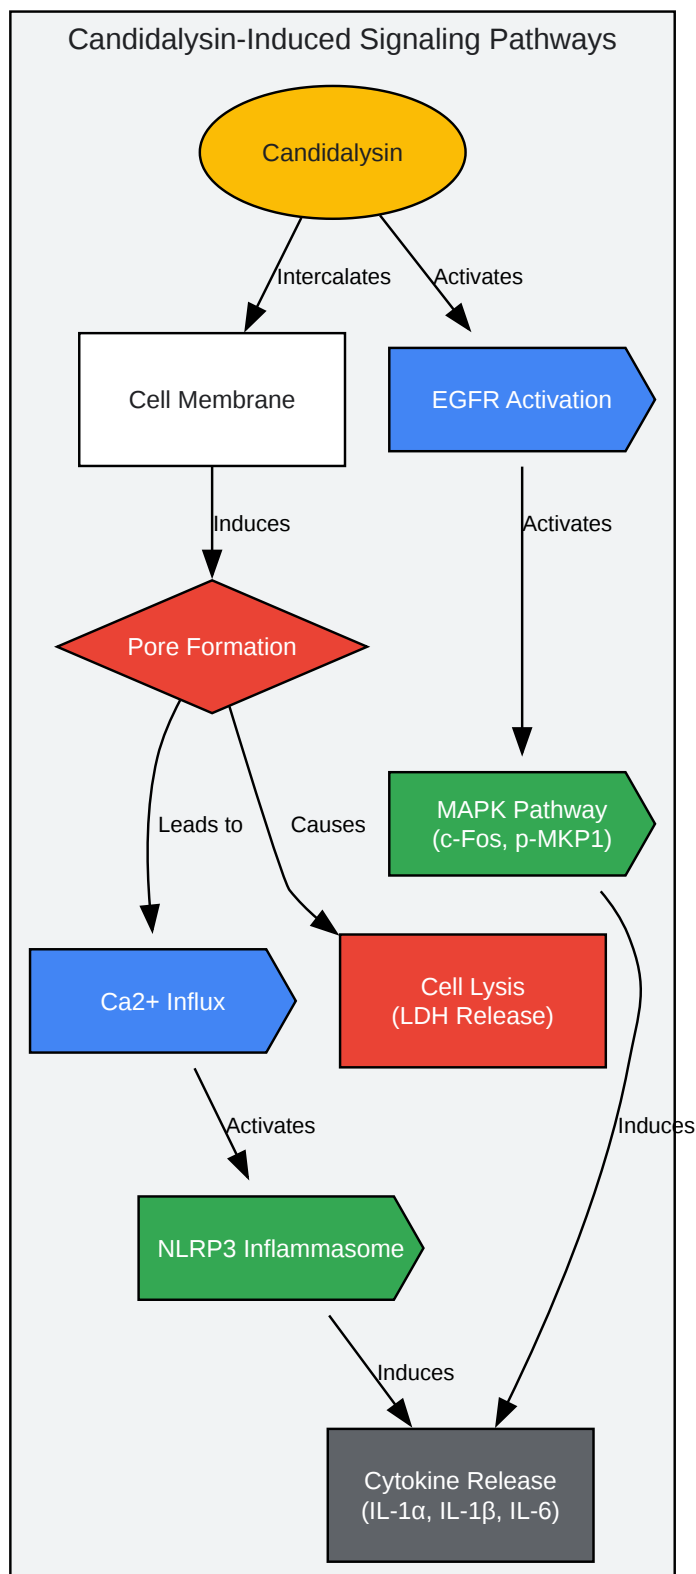 Candidalysin-Induced Signaling Pathways
Candidalysin
Intercalates
Activates
Cell Membrane
EGFR Activation
Induces
Activates
Pore Formation
Leads to
Causes
MAPK Pathway
(c-Fos, p-MKP1)
Ca2+ Influx
Cell Lysis
(LDH Release)
Activates
Induces
NLRP3 Inflammasome
Induces
Cytokine Release
(IL-1α, IL-1β, IL-6)